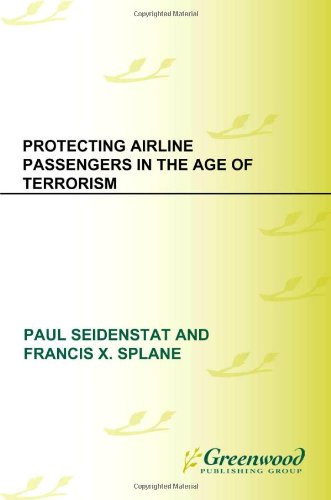 PROTECTING AIRLINE
PASSENGERS IN THE AGE OF
TERRORISM
PAUL SEIDENSTAT AND
FRANCIS X. SPLANE
Greenwood
PUBLISHING GROUP